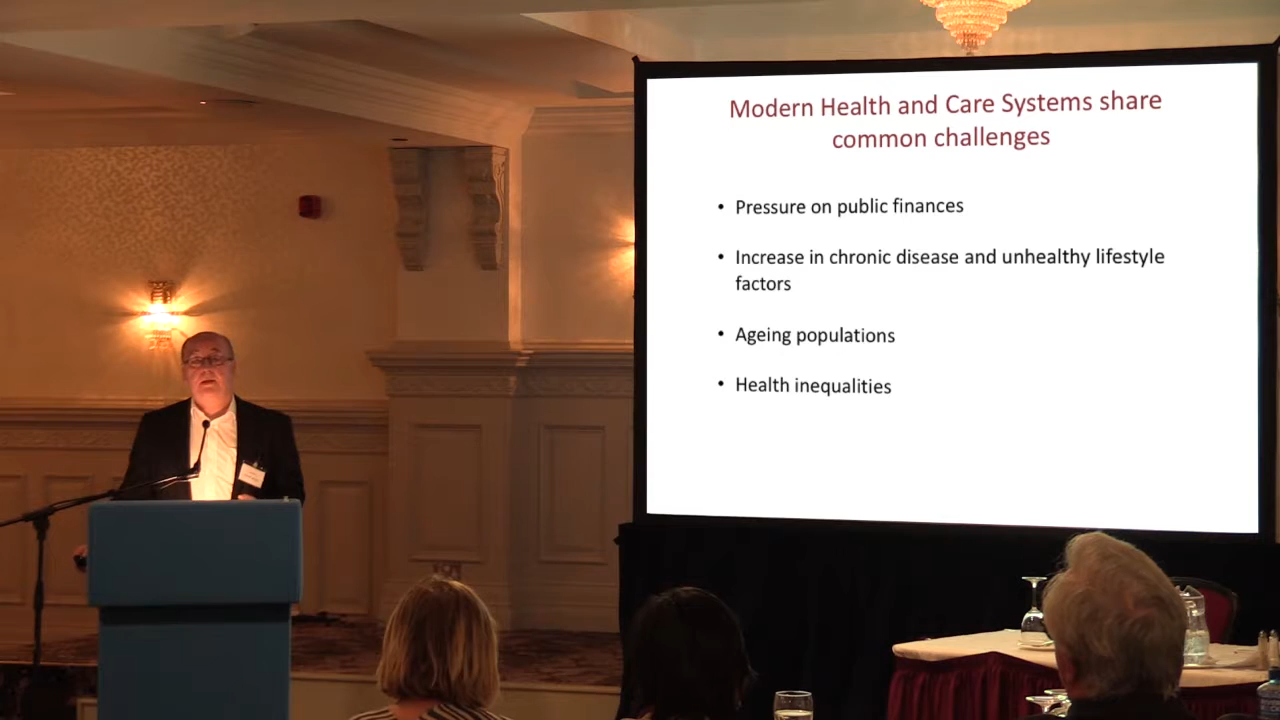 Modern Health and Care Systems share
common challenges
• Pressure on public finances
• Increase in chronic disease and unhealthy lifestyle
factors
• Ageing populations
• Health inequalities